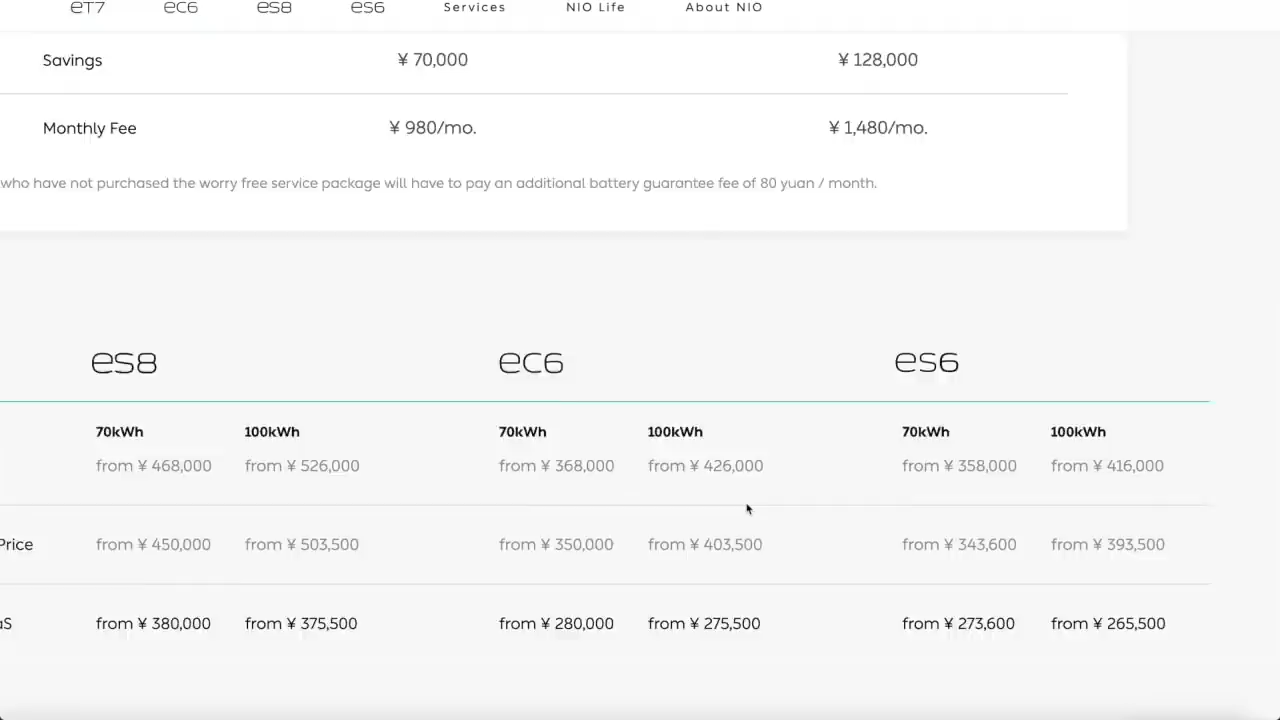 eT7 eC6 eS8 eS6 Services NIO Life About NIO
Savings ¥ 70,000 ¥ 128,000
Monthly Fee ¥ 980/mo. ¥ 1,480/mo.
who have not purchased the worry free service package will have to pay an additional battery guarantee fee of 80 yuan / month.
eS8 eC6 eS6
70kWh 100kWh 70kWh 100kWh 70kWh 100kWh
from ¥ 468,000 from ¥ 526,000 from ¥ 368,000 from ¥ 426,000 from ¥ 358,000 from ¥ 416,000
Price from ¥ 450,000 from ¥ 503,500 from ¥ 350,000 from ¥ 403,500 from ¥ 343,600 from ¥ 393,500
aS from ¥ 380,000 from ¥ 375,500 from ¥ 280,000 from ¥ 275,500 from ¥ 273,600 from ¥ 265,500